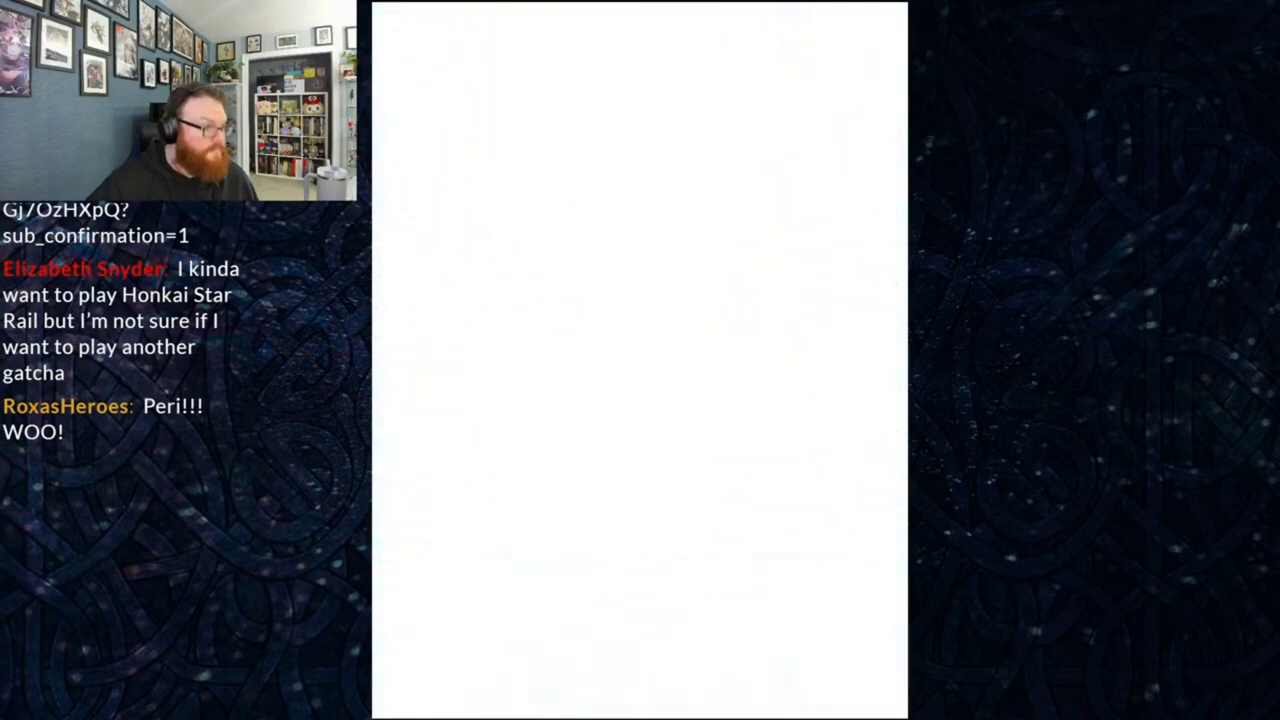 Gj7OzHXpQ?
sub_confirmation=1
Elizabeth Snyder: I kinda
want to play Honkai Star
Rail but I’m not sure if I
want to play another
gatcha
RoxasHeroes: Peri!!!
WOO!